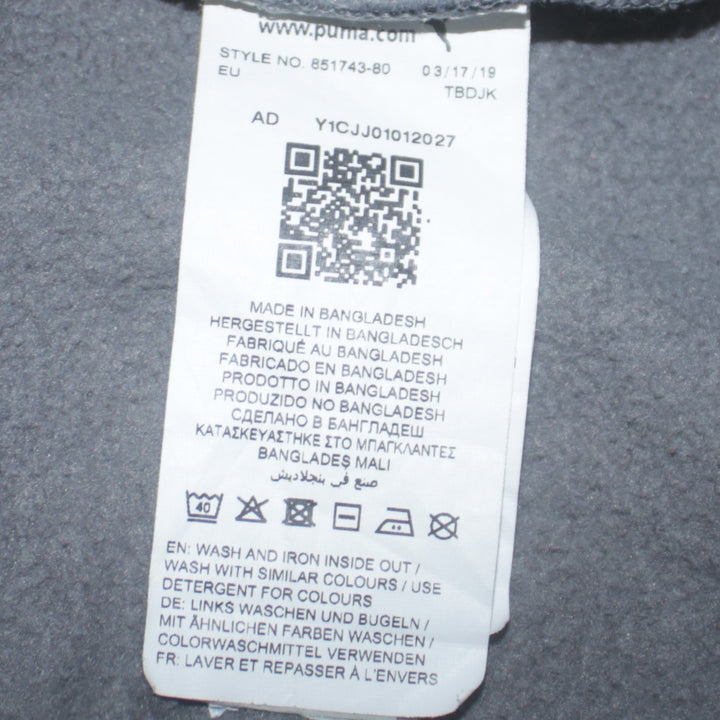 www.puma.com
STYLE NO. 851743-80 03/17/19
EU TBDJK
AD Y1CJJ01012027
MADE IN BANGLADESH
HERGESTELLT IN BANGLADESCH
FABRIQUÉ AU BANGLADESH
FABRICADO EN BANGLADESH
PRODOTTO IN BANGLADESH
PRODUZIDO NO BANGLADESH
СДЕЛАНО В БАНГЛАДЕШ
ΚΑΤΑΣΚΕΥΑΣΤΗΚΕ ΣΤΟ ΜΠΑΓΚΛΑΝΤΕΣ
BANGLADEŞ MALI
صنع في بنجلاديش
40
EN: WASH AND IRON INSIDE OUT /
WASH WITH SIMILAR COLOURS / USE
DETERGENT FOR COLOURS
DE: LINKS WASCHEN UND BUGELN /
MIT ÄHNLICHEN FARBEN WASCHEN /
COLORWASCHMITTEL VERWENDEN
FR: LAVER ET REPASSER À L'ENVERS